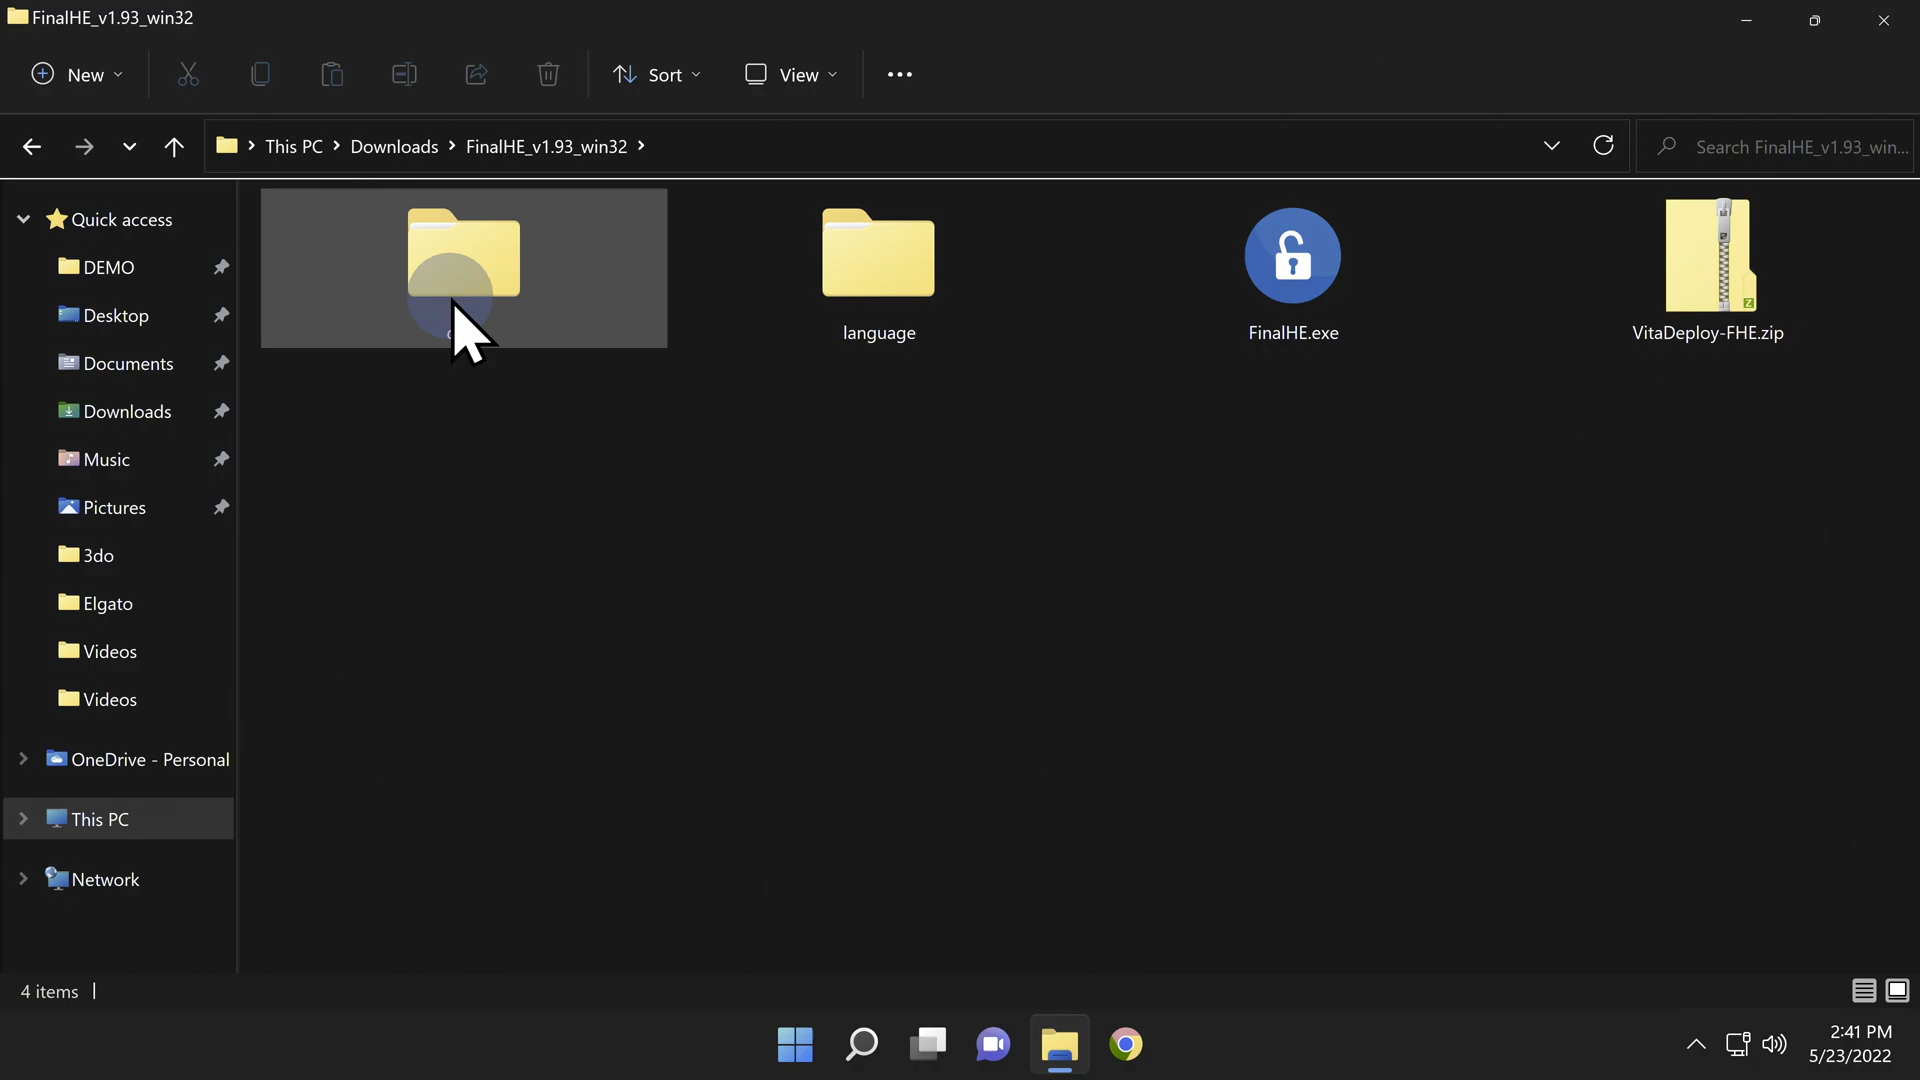 FinalHE_v1.93_win32
New
Sort
View
This PC
Downloads
FinalHE_v1.93_win32
Search FinalHE_v1.93_win...
Quick access
DEMO
Desktop
Documents
Downloads
Music
Pictures
3do
Elgato
Videos
Videos
OneDrive - Personal
This PC
Network
language
FinalHE.exe
VitaDeploy-FHE.zip
4 items
2:41 PM
5/23/2022